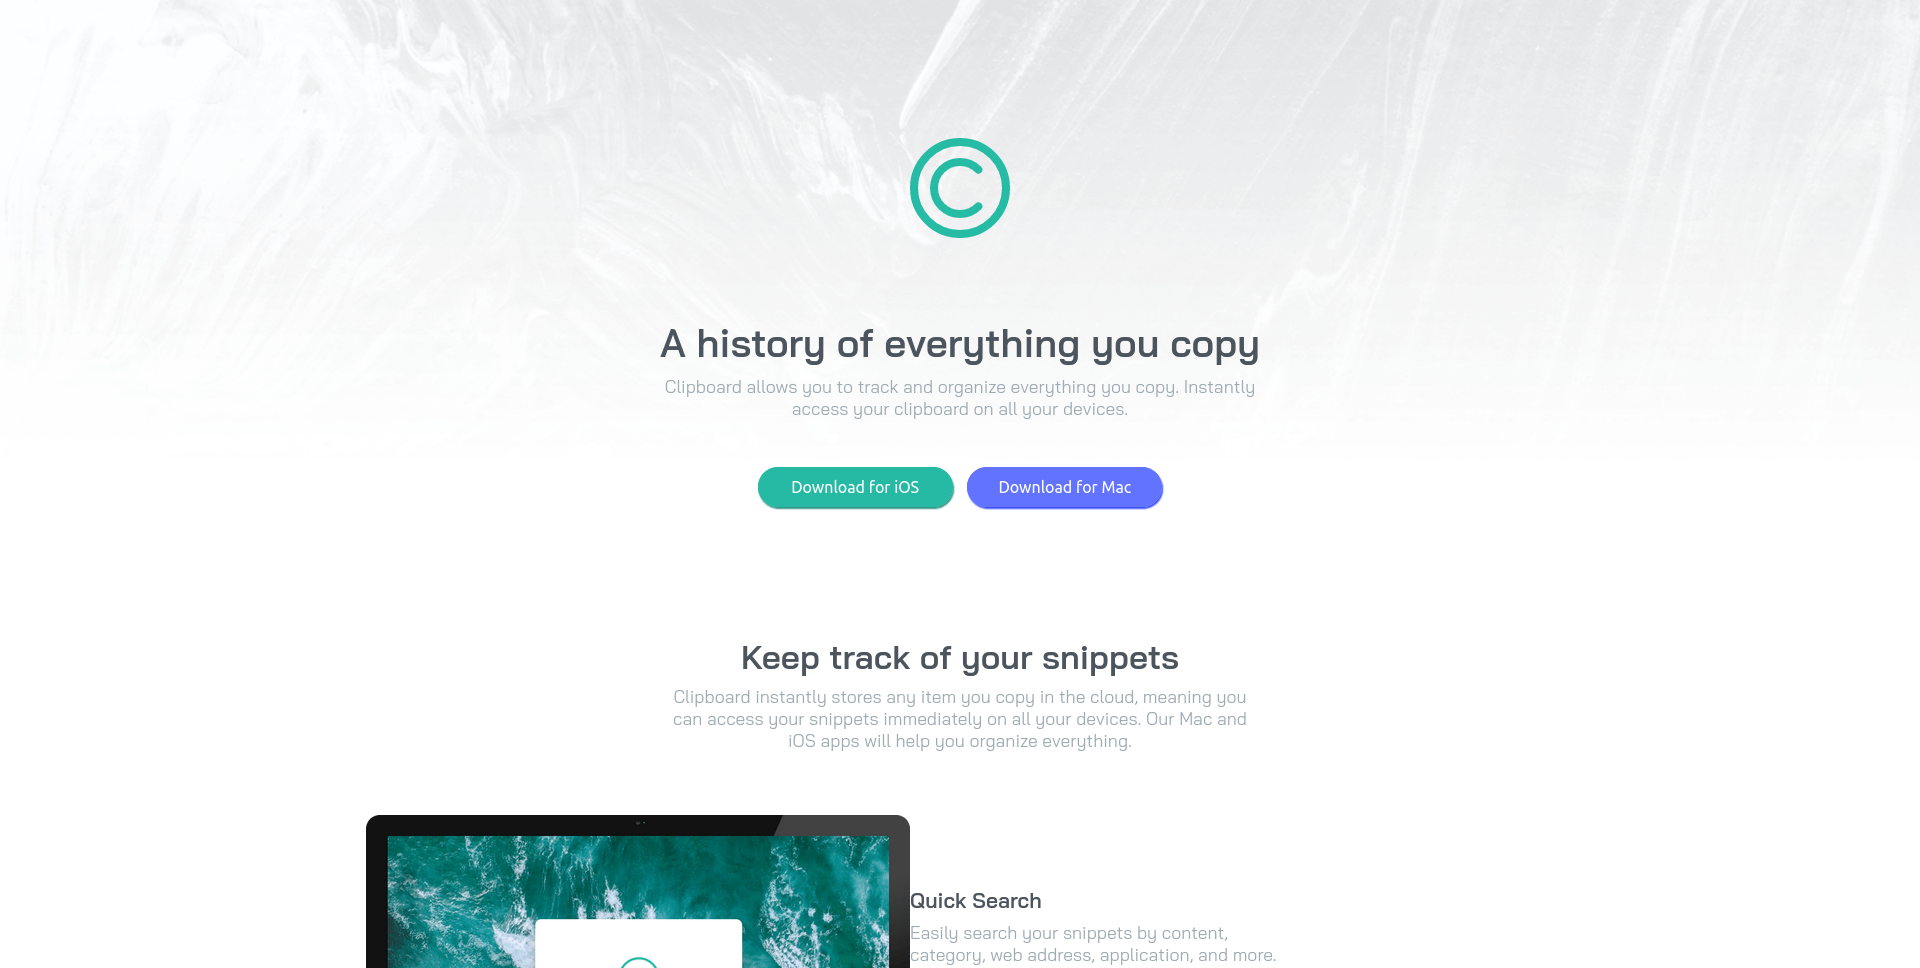 A history of everything you copy
Clipboard allows you to track and organize everything you copy. Instantly
access your clipboard on all your devices.
Download for iOS
Download for Mac
Keep track of your snippets
Clipboard instantly stores any item you copy in the cloud, meaning you
can access your snippets immediately on all your devices. Our Mac and
iOS apps will help you organize everything.
Quick Search
Easily search your snippets by content,
category, web address, application, and more.